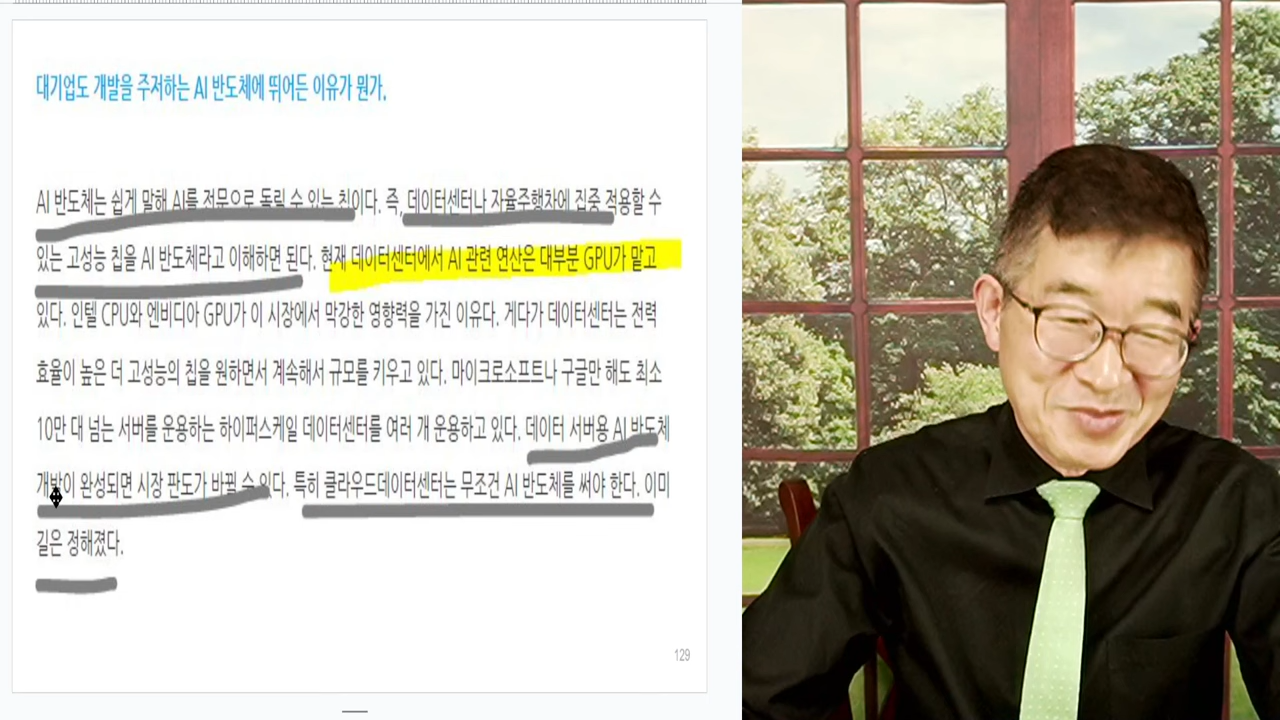 대기업도 개발을 주저하는 AI 반도체에 뛰어든 이유가 뭔가.
AI 반도체는 쉽게 말해 AI를 전문으로 돌릴 수 있는 칩이다. 즉, 데이터센터나 자율주행차에 집중 적용할 수
있는 고성능 칩을 AI 반도체라고 이해하면 된다. 현재 데이터센터에서 AI 관련 연산은 대부분 GPU가 맡고
있다. 인텔 CPU와 엔비디아 GPU가 이 시장에서 막강한 영향력을 가진 이유다. 게다가 데이터센터는 전력
효율이 높은 더 고성능의 칩을 원하면서 계속해서 규모를 키우고 있다. 마이크로소프트나 구글만 해도 최소
10만 대 넘는 서버를 운용하는 하이퍼스케일 데이터센터를 여러 개 운용하고 있다. 데이터 서버용 AI 반도체
개발이 완성되면 시장 판도가 바뀔 수 있다. 특히 클라우드데이터센터는 무조건 AI 반도체를 써야 한다. 이미
길은 정해졌다.
129